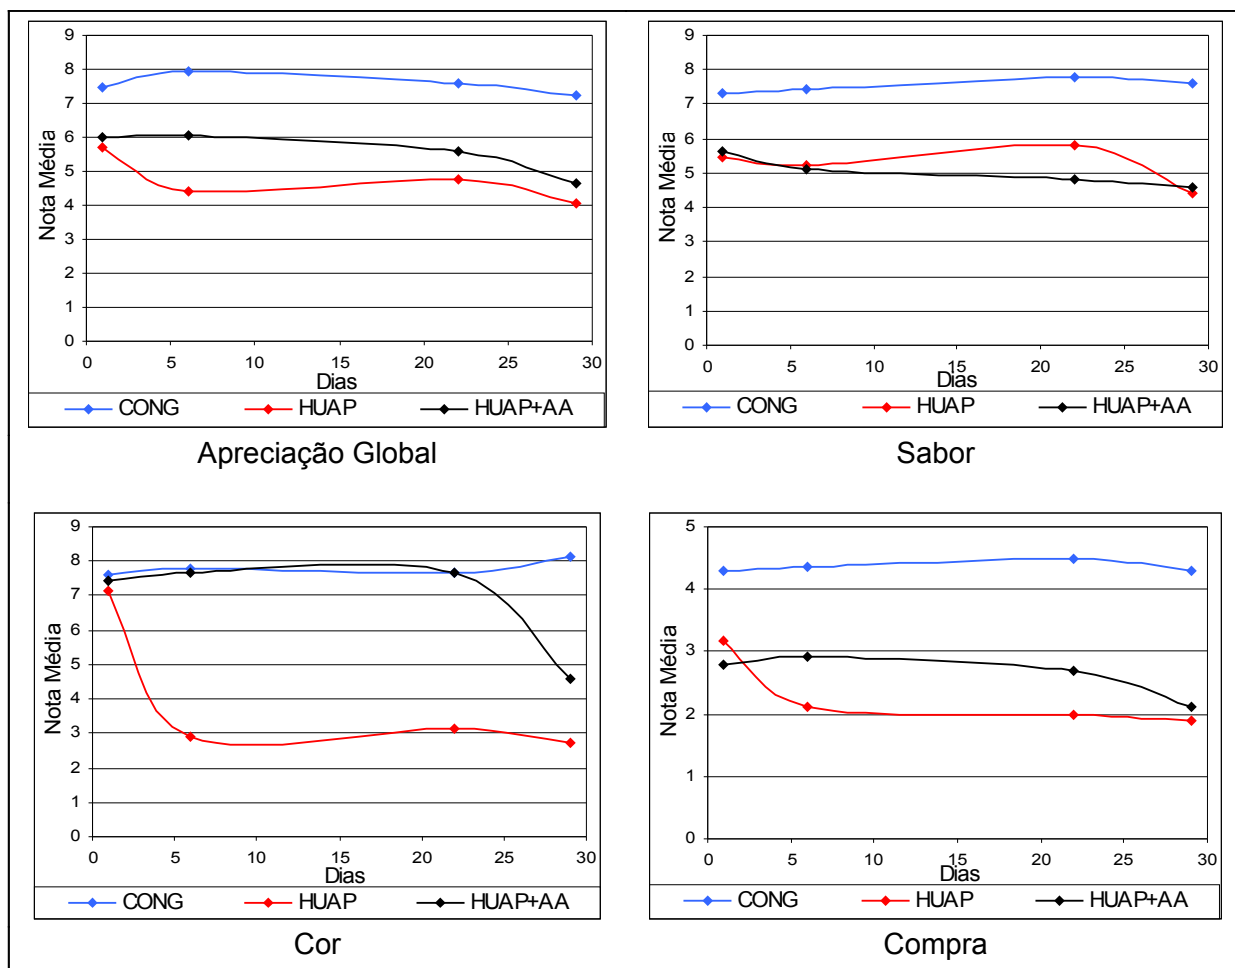 9
8
7
6
5
4
3
2
1
0
Nota Média
0 5 10 15 20 25 30
Dias
CONG HUAP HUAP+AA
Apreciação Global
9
8
7
6
5
4
3
2
1
0
Nota Média
0 5 10 15 20 25 30
Dias
CONG HUAP HUAP+AA
Sabor
9
8
7
6
5
4
3
2
1
0
Nota Média
0 5 10 15 20 25 30
Dias
CONG HUAP HUAP+AA
Cor
5
4
3
2
1
0
Nota Média
0 5 10 15 20 25 30
Dias
CONG HUAP HUAP+AA
Compra